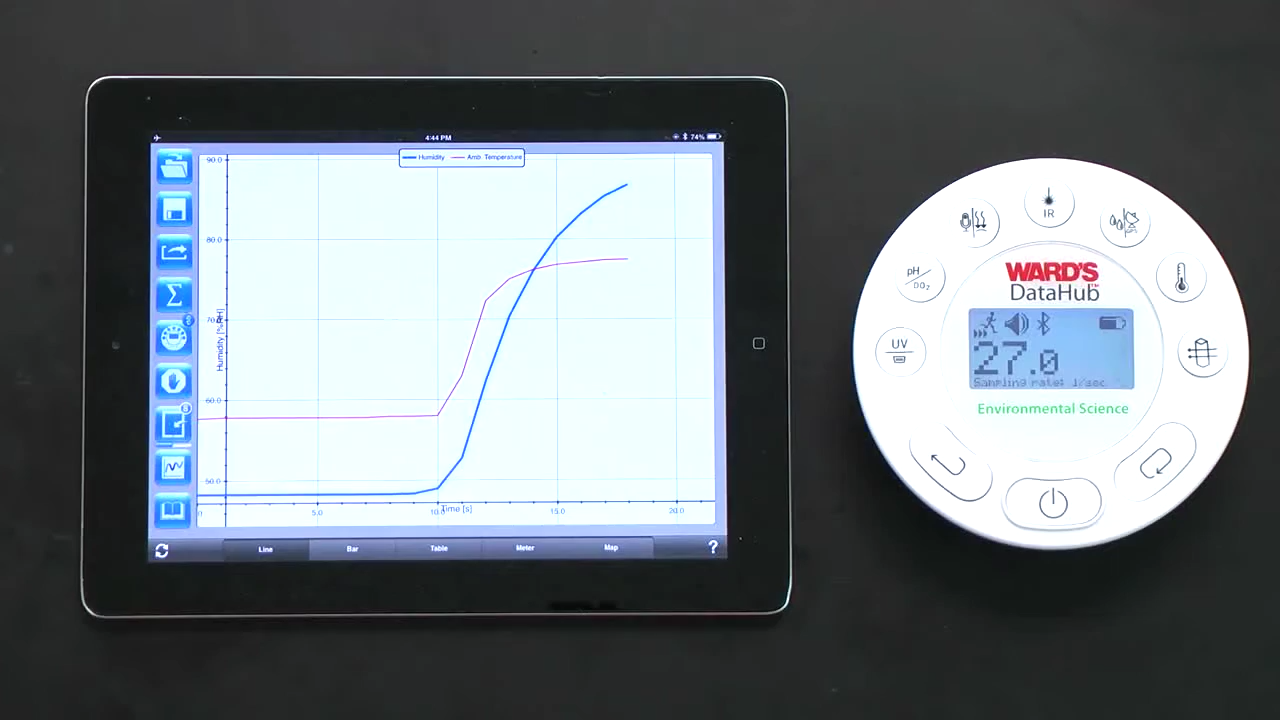 4:44 PM
74%
Humidity
Amb. Temperature
90.0
80.0
70.0
60.0
50.0
Humidity [%RH]
0
5.0
10.0
15.0
20.0
Time [s]
Line
Bar
Table
Meter
Map
?
IR
GPS
pH/
DO2
UV
WARD'S
DataHub™
27.0
Sampling rate: 1/sec
Environmental Science